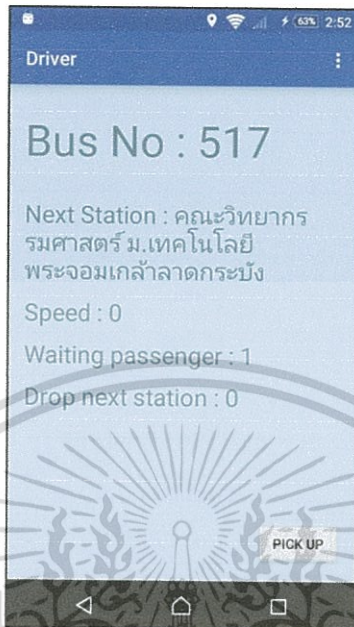 63% 2:52
Driver
Bus No : 517
Next Station : คณะวิทยากร
รมศาสตร์ ม.เทคโนโลยี
พระจอมเกล้าลาดกระบัง
Speed : 0
Waiting passenger : 1
Drop next station : 0
PICK UP